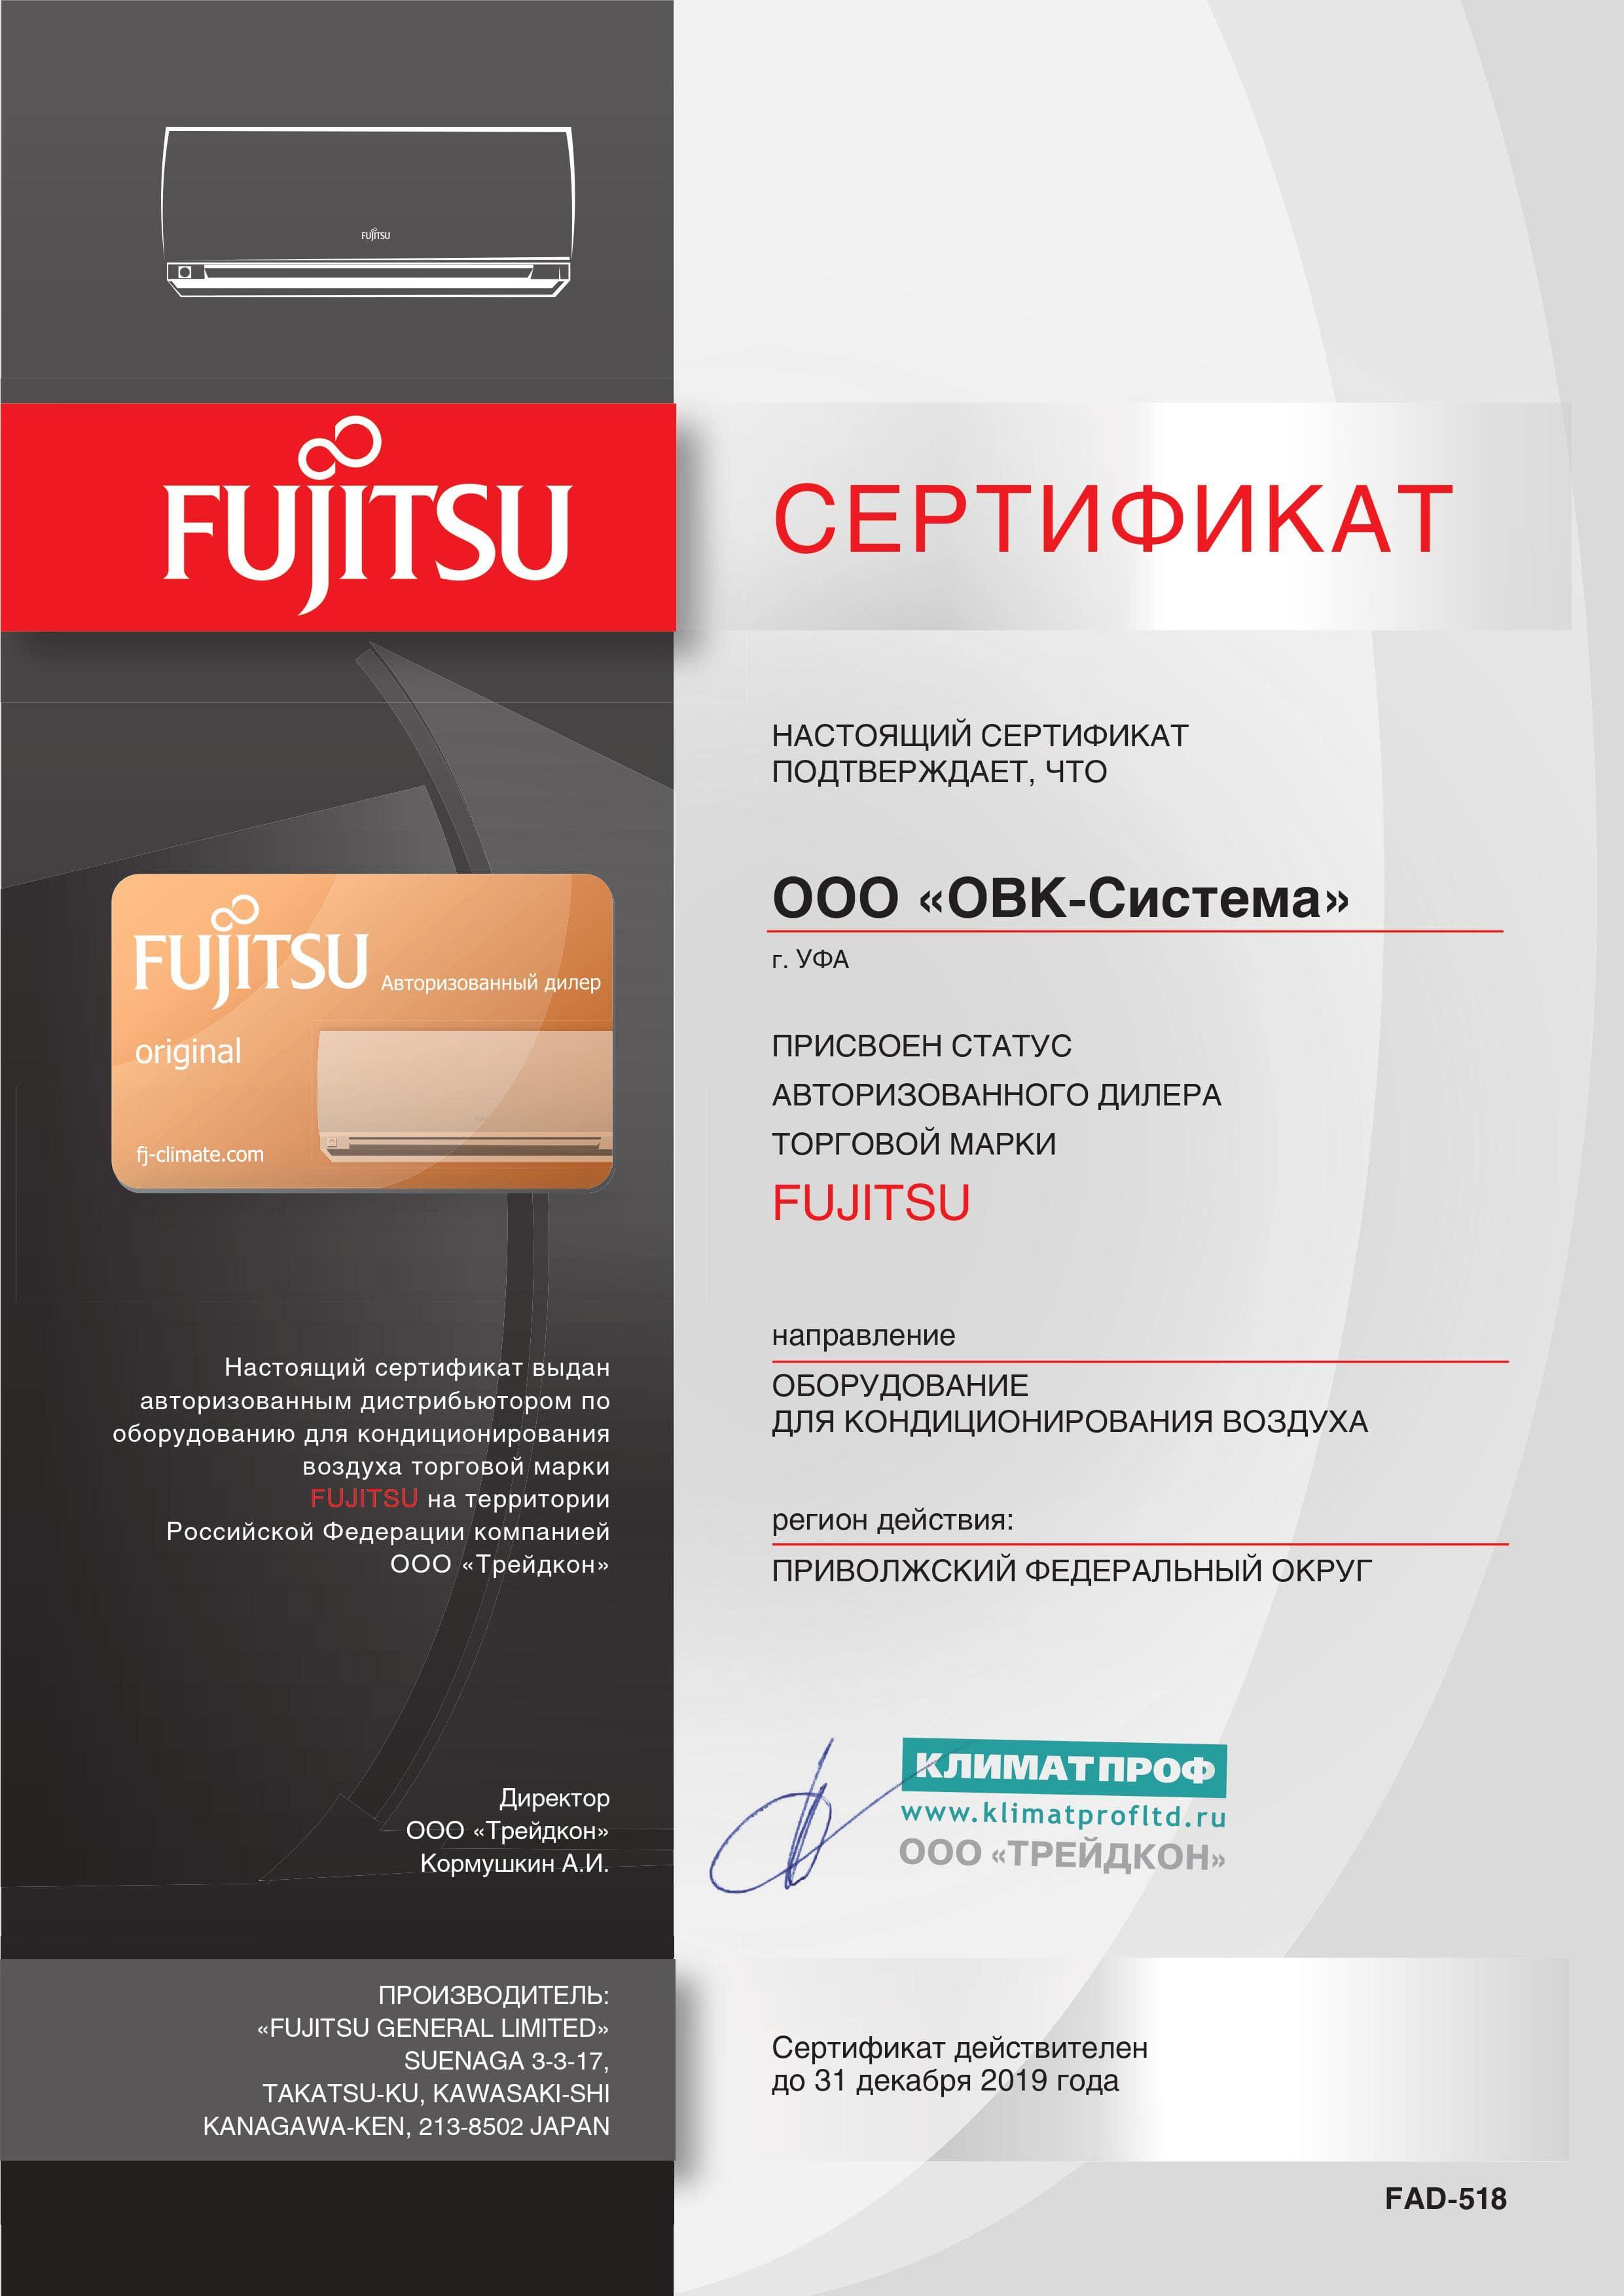 FUJITSU
FUJITSU
СЕРТИФИКАТ
НАСТОЯЩИЙ СЕРТИФИКАТ
ПОДТВЕРЖДАЕТ, ЧТО
ООО «ОВК-Система»
г. УФА
ПРИСВОЕН СТАТУС
АВТОРИЗОВАННОГО ДИЛЕРА
ТОРГОВОЙ МАРКИ
FUJITSU
направление
ОБОРУДОВАНИЕ
ДЛЯ КОНДИЦИОНИРОВАНИЯ ВОЗДУХА
регион действия:
ПРИВОЛЖСКИЙ ФЕДЕРАЛЬНЫЙ ОКРУГ
FUJITSU Авторизованный дилер
original
fj-climate.com
Настоящий сертификат выдан
авторизованным дистрибьютором по
оборудованию для кондиционирования
воздуха торговой марки
FUJITSU на территории
Российской Федерации компанией
ООО «Трейдкон»
Директор
ООО «Трейдкон»
Кормушкин А.И.
КЛИМАТПРОФ
www.klimatprofltd.ru
ООО «ТРЕЙДКОН»
ПРОИЗВОДИТЕЛЬ:
«FUJITSU GENERAL LIMITED»
SUENAGA 3-3-17,
TAKATSU-KU, KAWASAKI-SHI
KANAGAWA-KEN, 213-8502 JAPAN
Сертификат действителен
до 31 декабря 2019 года
FAD-518